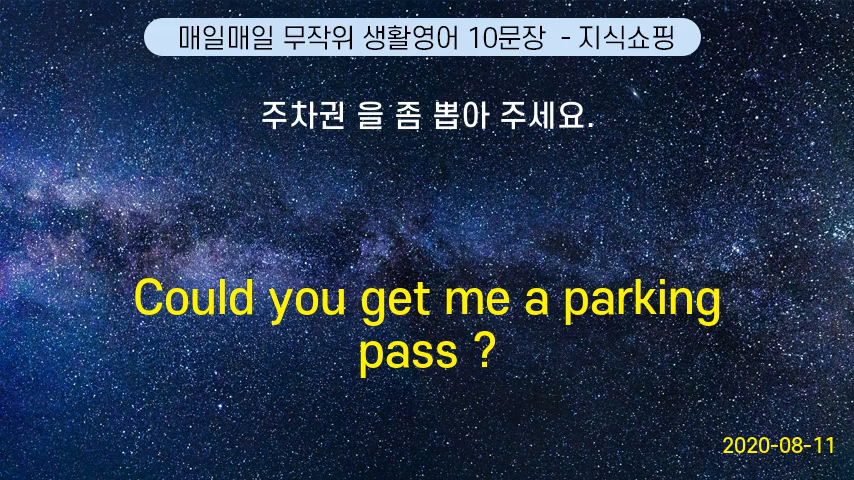 매일매일 무작위 생활영어 10문장 - 지식쇼핑
주차권 을 좀 뽑아 주세요.
Could you get me a parking
pass ?
2020-08-11